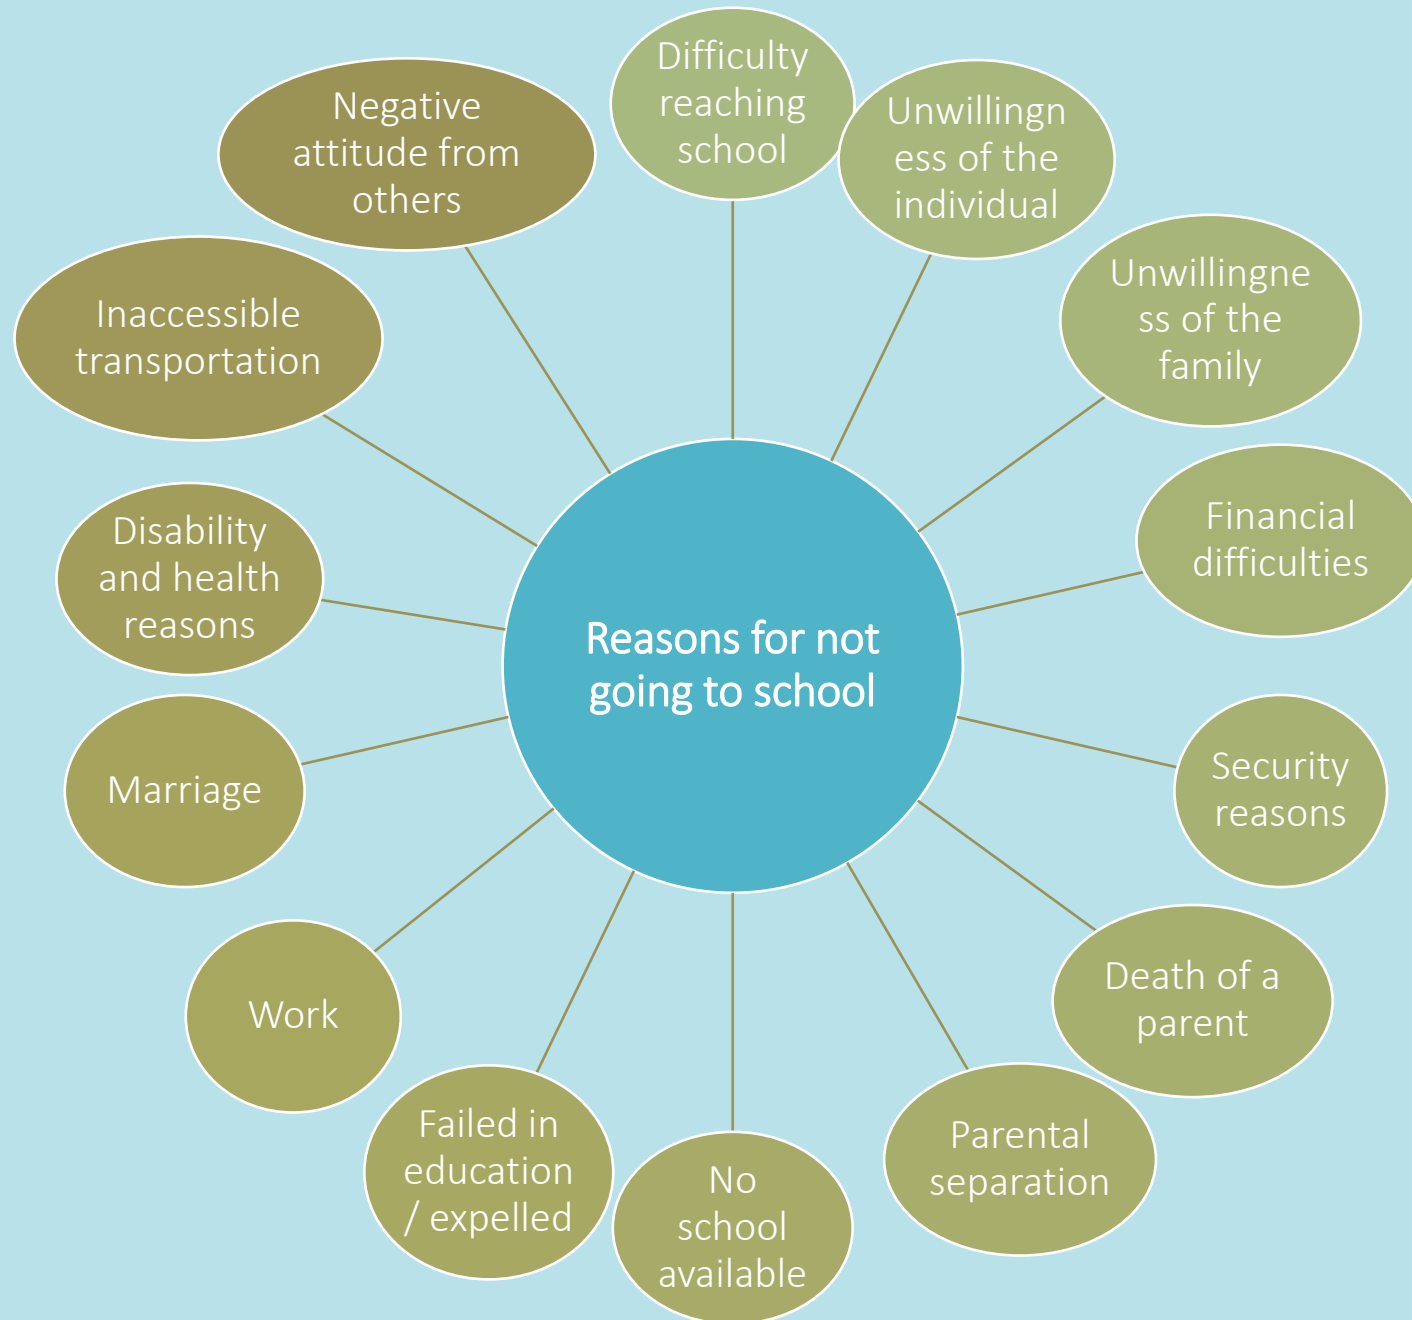 Difficulty
reaching
school
Unwillingn
ess of the
individual
Unwillingne
ss of the
family
Financial
difficulties
Security
reasons
Death of a
parent
Parental
separation
No
school
available
Failed in
education
/ expelled
Work
Marriage
Disability
and health
reasons
Inaccessible
transportation
Negative
attitude from
others
Reasons for not
going to school